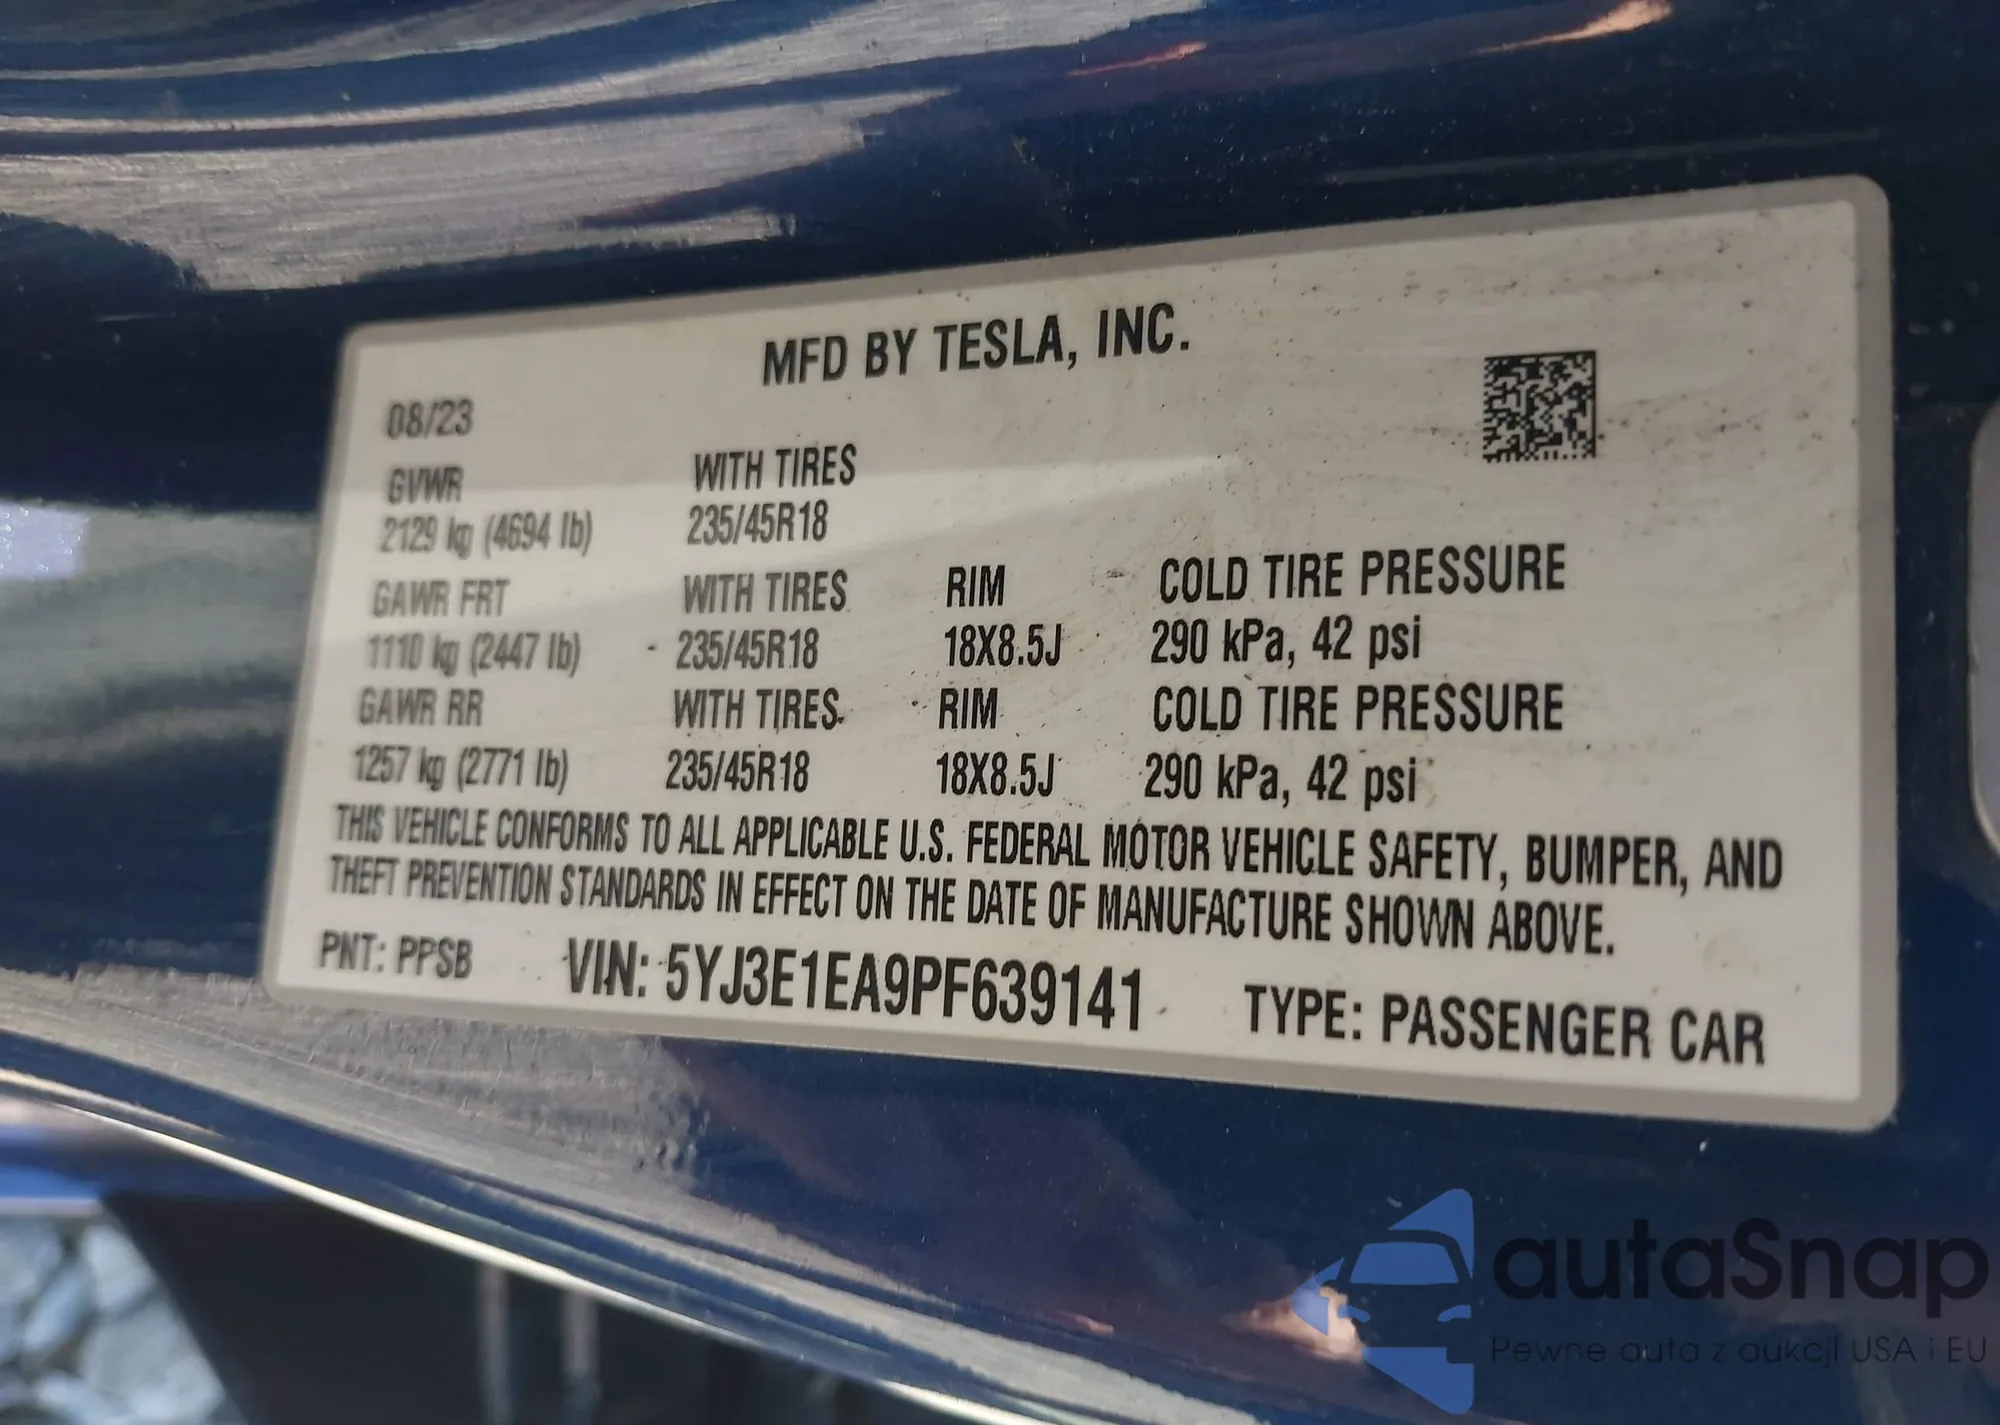 MFD BY TESLA, INC.
08/23
GVWR WITH TIRES
2129 kg (4694 lb) 235/45R18
GAWR FRT WITH TIRES RIM COLD TIRE PRESSURE
1110 kg (2447 lb) 235/45R18 18X8.5J 290 kPa, 42 psi
GAWR RR WITH TIRES RIM COLD TIRE PRESSURE
1257 kg (2771 lb) 235/45R18 18X8.5J 290 kPa, 42 psi
THIS VEHICLE CONFORMS TO ALL APPLICABLE U.S. FEDERAL MOTOR VEHICLE SAFETY, BUMPER, AND
THEFT PREVENTION STANDARDS IN EFFECT ON THE DATE OF MANUFACTURE SHOWN ABOVE.
PNT: PPSB VIN: 5YJ3E1EA9PF639141 TYPE: PASSENGER CAR
autaSnap
Pewne auta z aukcji USA i EU